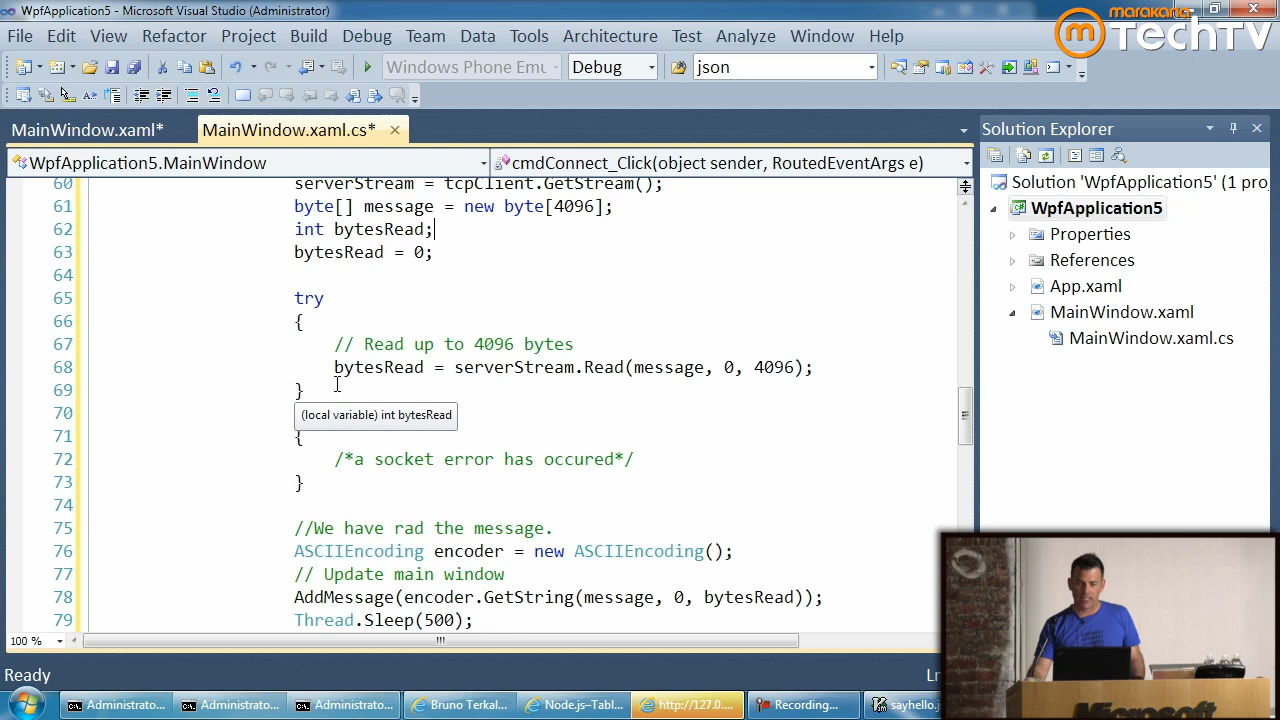 WpfApplication5 - Microsoft Visual Studio (Administrator)
marakana
TechTV
File Edit View Refactor Project Build Debug Team Data Tools Architecture Test Analyze Window Help
Windows Phone Emu Debug json
MainWindow.xaml* MainWindow.xaml.cs*
Solution Explorer
WpfApplication5.MainWindow cmdConnect_Click(object sender, RoutedEventArgs e)
Solution 'WpfApplication5' (1 proj
WpfApplication5
Properties
References
App.xaml
MainWindow.xaml
MainWindow.xaml.cs
60 serverStream = tcpClient.GetStream();
61 byte[] message = new byte[4096];
62 int bytesRead;
63 bytesRead = 0;
64
65 try
66 {
67 // Read up to 4096 bytes
68 bytesRead = serverStream.Read(message, 0, 4096);
69 }
70
(local variable) int bytesRead
71 {
72 /*a socket error has occured*/
73 }
74
75 //We have rad the message.
76 ASCIIEncoding encoder = new ASCIIEncoding();
77 // Update main window
78 AddMessage(encoder.GetString(message, 0, bytesRead));
79 Thread.Sleep(500);
100 %
Ready
Administrator... Administrator... Administrator... Bruno Terkal... Node.js–Tabl... http://127.0.... Recording... sayhello.j
Microsoft